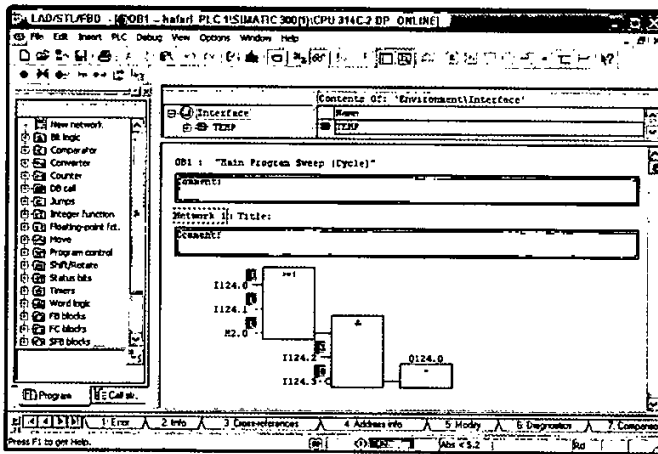 LAD/STL/FBD - [OB1 - hafari PLC 1\SIMATIC 300(1)\CPU 314C-2 DP ONLINE]
File Edit Insert PLC Debug View Options Window Help
Contents Of: 'Environment\Interface'
Interface
Name
TEMP
TEMP
New network
Bit logic
Comparator
Converter
Counter
DB call
Jumps
Integer function
Floating-point fct.
Move
Program control
Shift/Rotate
Status bits
Timers
Word logic
FB blocks
FC blocks
SFB blocks
Program
Call str.
OB1 : "Main Program Sweep (Cycle)"
Comment:
Network 1: Title:
Comment:
>=1
I124.0
I124.1
M2.0
&
I124.2
I124.3
Q124.0
=
1: Error 2: Info 3: Cross-references 4: Address info 5: Modify 6: Diagnostics 7: Comparison
Press F1 to get Help.
RUN
Abs < 5.2
Rd